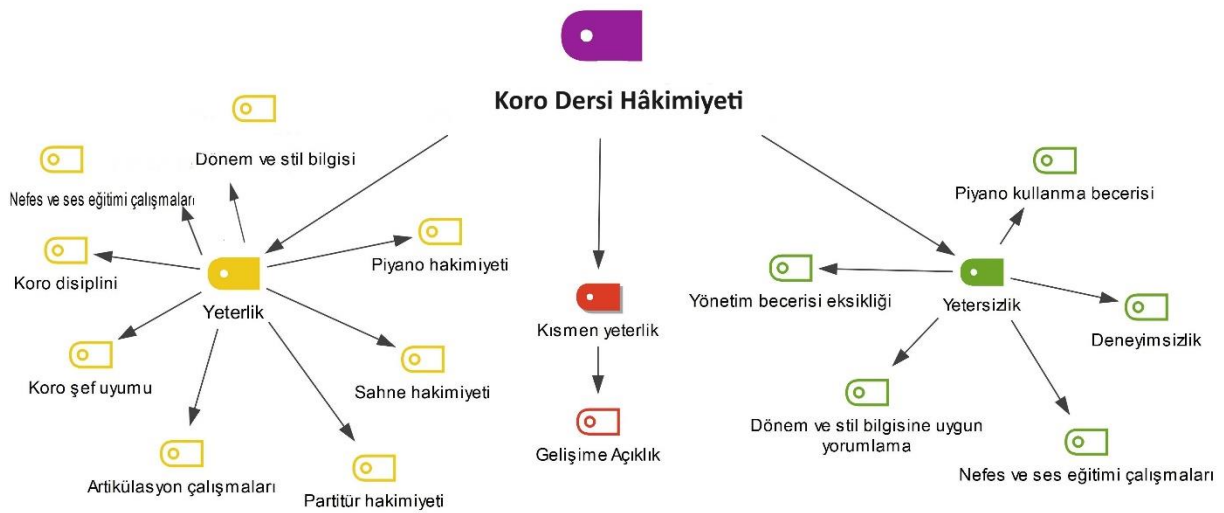 Koro Dersi Hâkimiyeti
Dönem ve stil bilgisi
Nefes ve ses eğitimi çalışmaları
Koro disiplini
Piyano hakimiyeti
Yeterlik
Koro şef uyumu
Sahne hakimiyeti
Artikülasyon çalışmaları
Partitür hakimiyeti
Kısmen yeterlik
Gelişime Açıklık
Piyano kullanma becerisi
Yönetim becerisi eksikliği
Yetersizlik
Deneyimsizlik
Dönem ve stil bilgisine uygun
yorumlama
Nefes ve ses eğitimi çalışmaları